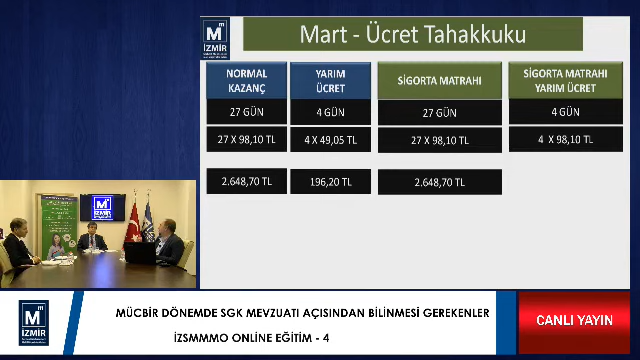 m
İZMİR
Mart - Ücret Tahakkuku
NORMAL KAZANÇ
YARIM ÜCRET
SİGORTA MATRAHI
SİGORTA MATRAHI YARIM ÜCRET
27 GÜN
4 GÜN
27 GÜN
4 GÜN
27 X 98,10 TL
4 X 49,05 TL
27 X 98,10 TL
4 X 98,10 TL
2.648,70 TL
196,20 TL
2.648,70 TL
M
İZMİR
M
İZMİR
MÜCBİR DÖNEMDE SGK MEVZUATI AÇISINDAN BİLİNMESİ GEREKENLER
İZSMMMO ONLINE EĞİTİM - 4
CANLI YAYIN